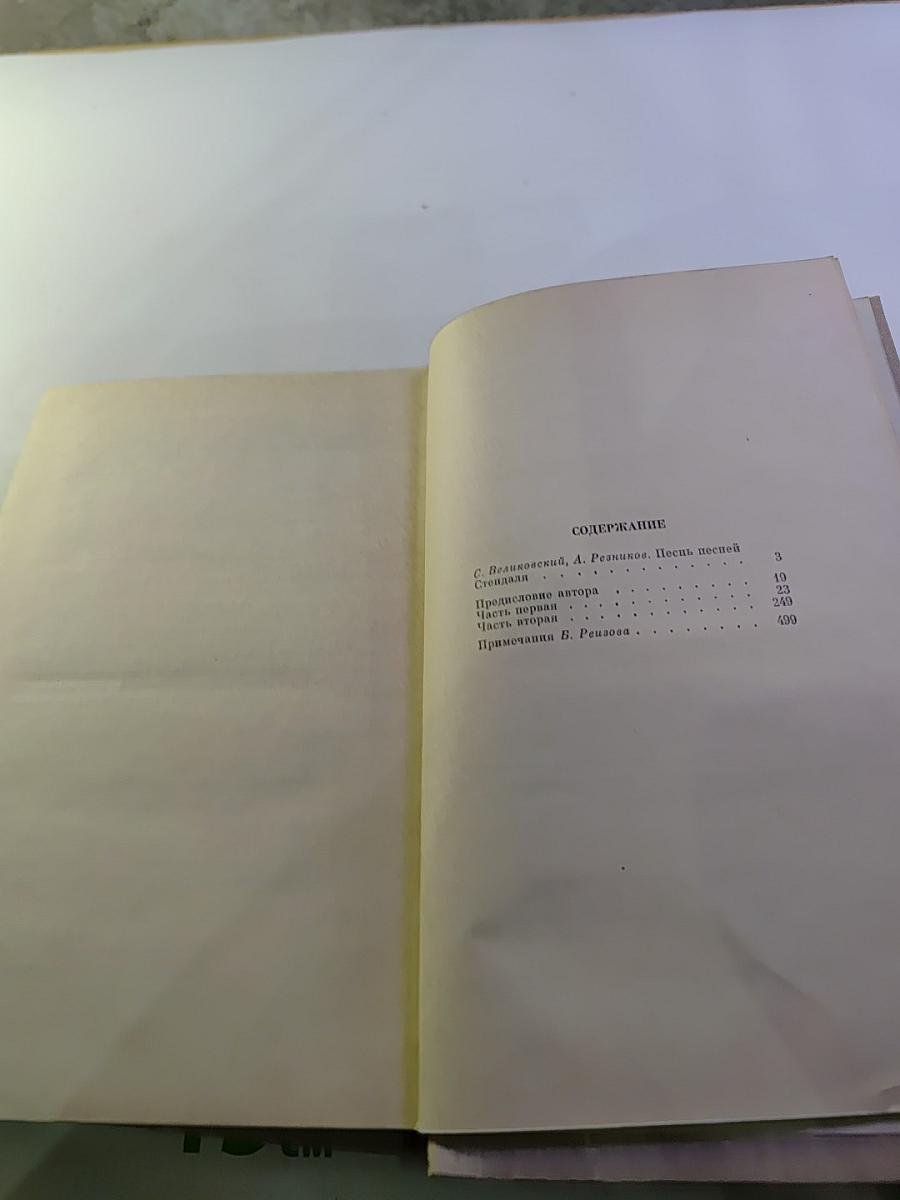 СОДЕРЖАНИЕ
С. Великовский, А. Резников. Песнь песней
Стендаля . . . . . . . . . . . . . 3
Предисловие автора . . . . . . . . . 19
Часть первая . . . . . . . . . . . . 23
Часть вторая . . . . . . . . . . . . 249
Примечания Б. Реизова . . . . . . . . 499
см